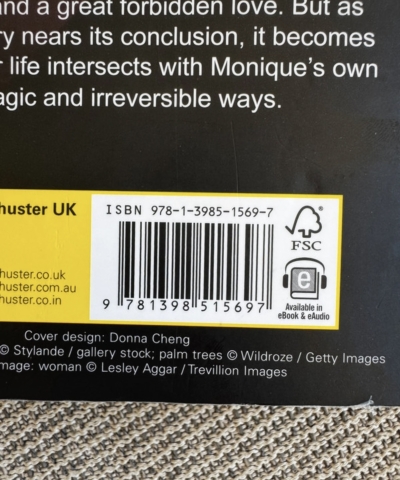 and a great forbidden love. But as
ry nears its conclusion, it becomes
r life intersects with Monique's own
agic and irreversible ways.
huster UK
ISBN 978-1-3985-1569-7
FSC
huster.co.uk
huster.com.au
huster.co.in
e
9 781398 515697
Available in
eBook & eAudio
Cover design: Donna Cheng
© Stylande / gallery stock; palm trees © Wildroze / Getty Images
mage: woman © Lesley Aggar / Trevillion Images